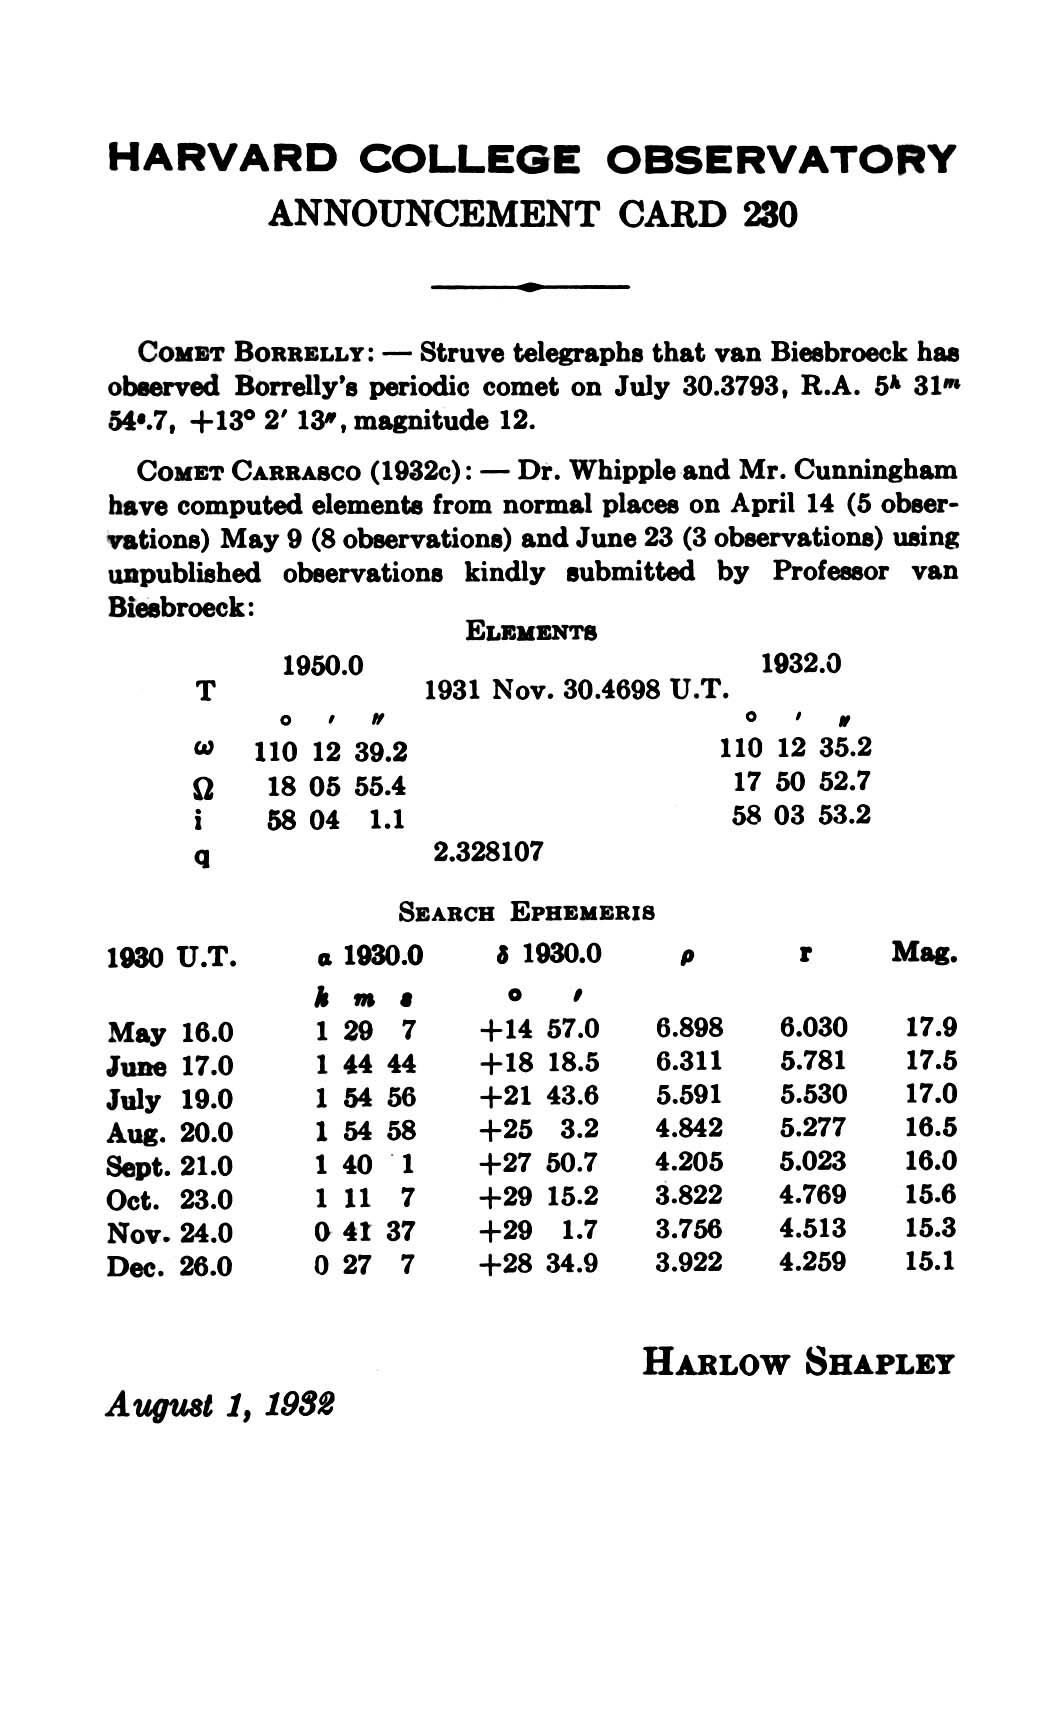 HARVARD COLLEGE OBSERVATORY
ANNOUNCEMENT CARD 230
COMET BORRELLY: — Struve telegraphs that van Biesbroeck has
observed Borrelly's periodic comet on July 30.3793, R.A. 5ʰ 31ᵐ
54ˢ.7, +13° 2′ 13″, magnitude 12.
COMET CARRASCO (1932c): — Dr. Whipple and Mr. Cunningham
have computed elements from normal places on April 14 (5 obser-
vations) May 9 (8 observations) and June 23 (3 observations) using
unpublished observations kindly submitted by Professor van
Biesbroeck:
ELEMENTS
1950.0 1932.0
T 1931 Nov. 30.4698 U.T.
° ′ ″ ° ′ ″
ω 110 12 39.2 110 12 35.2
Ω 18 05 55.4 17 50 52.7
i 58 04 1.1 58 03 53.2
q 2.328107
SEARCH EPHEMERIS
1930 U.T. α 1930.0 δ 1930.0 ρ r Mag.
h m s ° ′
May 16.0 1 29 7 +14 57.0 6.898 6.030 17.9
June 17.0 1 44 44 +18 18.5 6.311 5.781 17.5
July 19.0 1 54 56 +21 43.6 5.591 5.530 17.0
Aug. 20.0 1 54 58 +25 3.2 4.842 5.277 16.5
Sept. 21.0 1 40 1 +27 50.7 4.205 5.023 16.0
Oct. 23.0 1 11 7 +29 15.2 3.822 4.769 15.6
Nov. 24.0 0 41 37 +29 1.7 3.756 4.513 15.3
Dec. 26.0 0 27 7 +28 34.9 3.922 4.259 15.1
HARLOW SHAPLEY
August 1, 1932